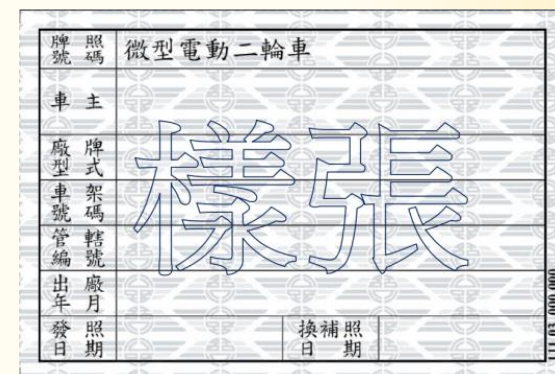 牌照號碼 微型電動二輪車
車主
廠牌型式
車架號碼
管轄編號
出廠年月
發照日期 換補照日期
樣張